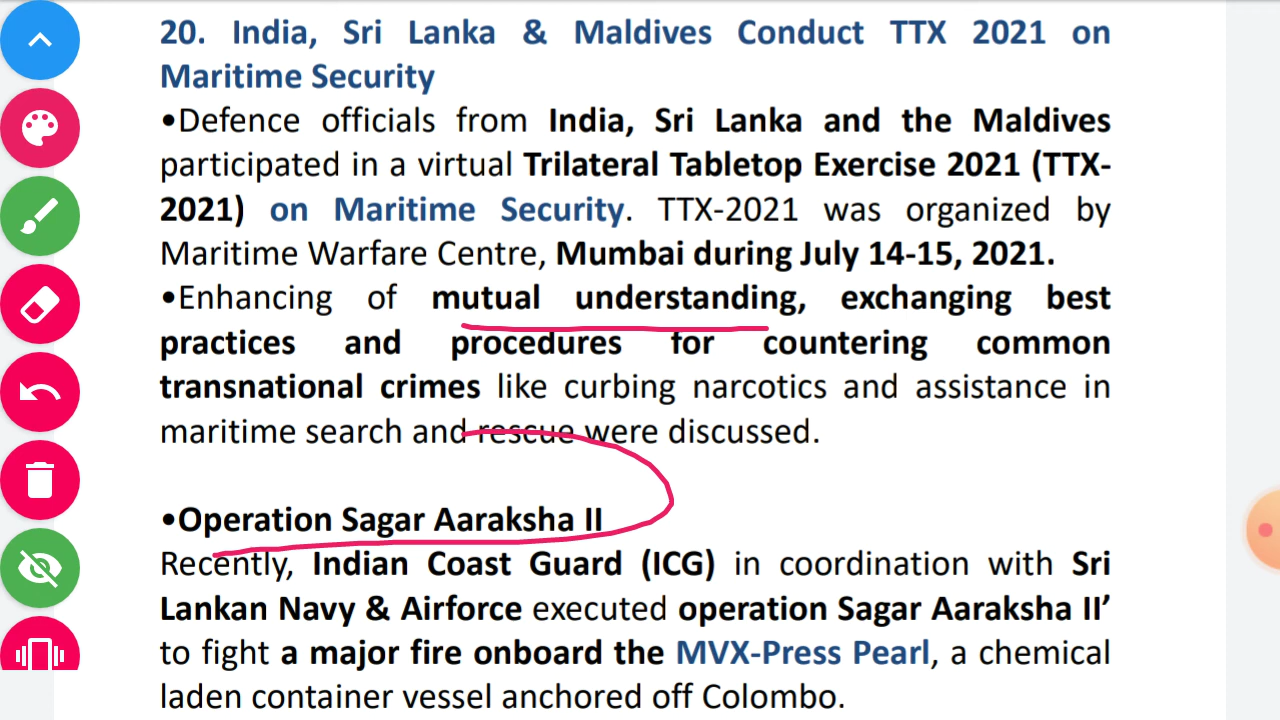 20. India, Sri Lanka & Maldives Conduct TTX 2021 on
Maritime Security
•Defence officials from India, Sri Lanka and the Maldives
participated in a virtual Trilateral Tabletop Exercise 2021 (TTX-
2021) on Maritime Security. TTX-2021 was organized by
Maritime Warfare Centre, Mumbai during July 14-15, 2021.
•Enhancing of mutual understanding, exchanging best
practices and procedures for countering common
transnational crimes like curbing narcotics and assistance in
maritime search and rescue were discussed.
•Operation Sagar Aaraksha II
Recently, Indian Coast Guard (ICG) in coordination with Sri
Lankan Navy & Airforce executed operation Sagar Aaraksha II’
to fight a major fire onboard the MVX-Press Pearl, a chemical
laden container vessel anchored off Colombo.